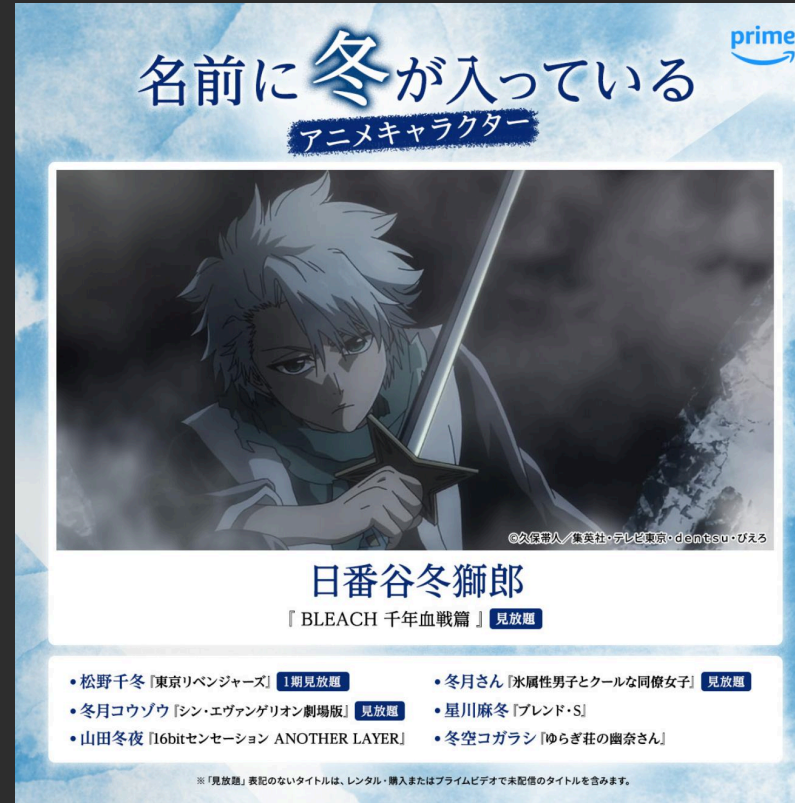 prime
名前に冬が入っている
アニメキャラクター
©久保帯人/集英社・テレビ東京・dentsu・ぴえろ
日番谷冬獅郎
『 BLEACH 千年血戦篇 』 見放題
・松野千冬『東京リベンジャーズ』 1期見放題
・冬月コウゾウ『シン・エヴァンゲリオン劇場版』 見放題
・山田冬夜『16bitセンセーション ANOTHER LAYER』
・冬月さん『氷属性男子とクールな同僚女子』 見放題
・星川麻冬『ブレンド・S』
・冬空コガラシ『ゆらぎ荘の幽奈さん』
※「見放題」表記のないタイトルは、レンタル・購入またはプライムビデオで未配信のタイトルを含みます。